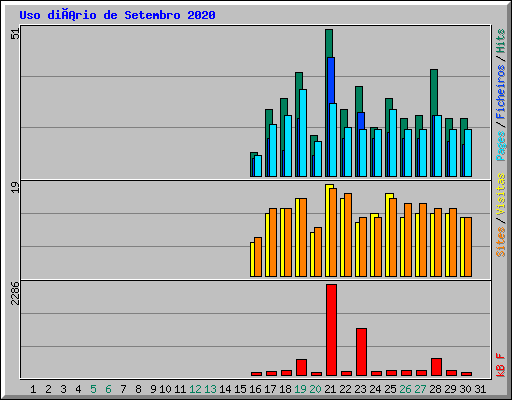 Uso diÃ¡rio de Setembro 2020
51
19
2286
Pages / Ficheiros / Hits
Sites / Visitas
kB F
1 2 3 4 5 6 7 8 9 10 11 12 13 14 15 16 17 18 19 20 21 22 23 24 25 26 27 28 29 30 31